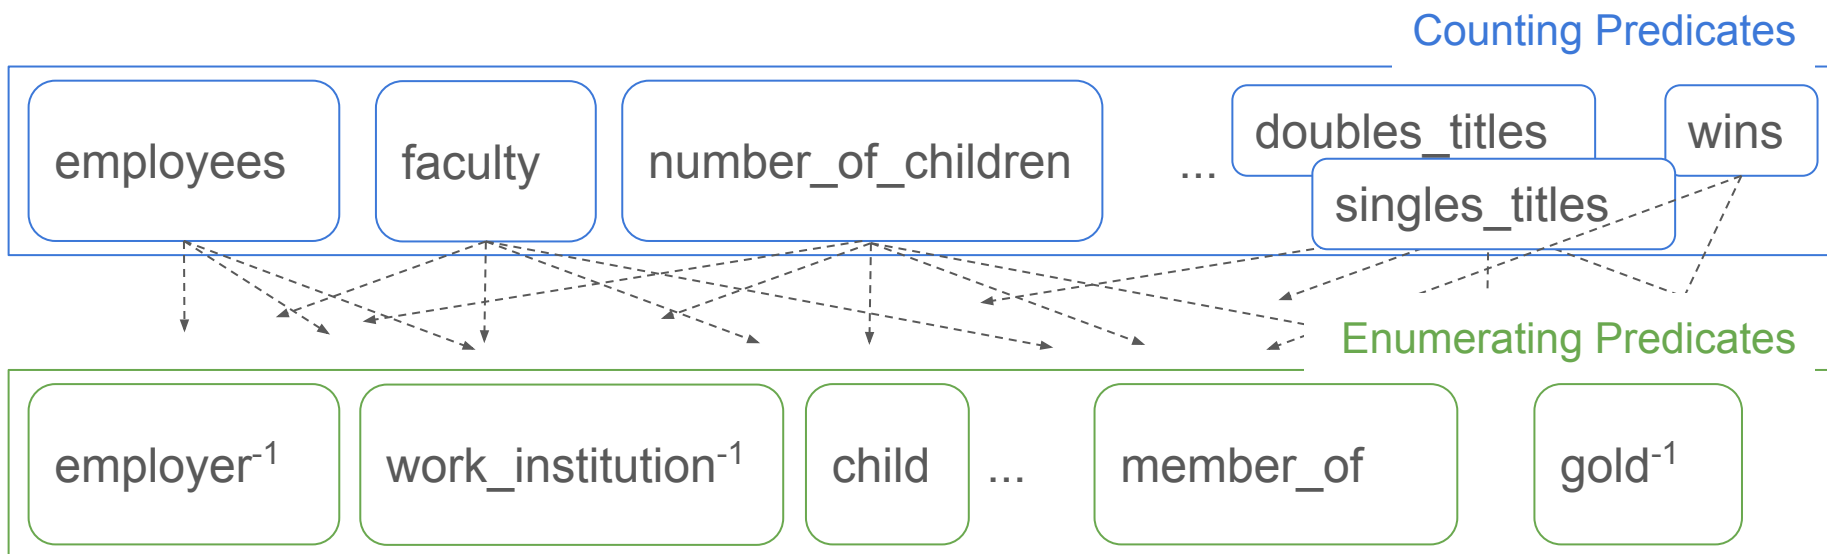 Counting Predicates
employees faculty number_of_children ... doubles_titles wins
singles_titles
Enumerating Predicates
employer⁻¹ work_institution⁻¹ child ... member_of gold⁻¹